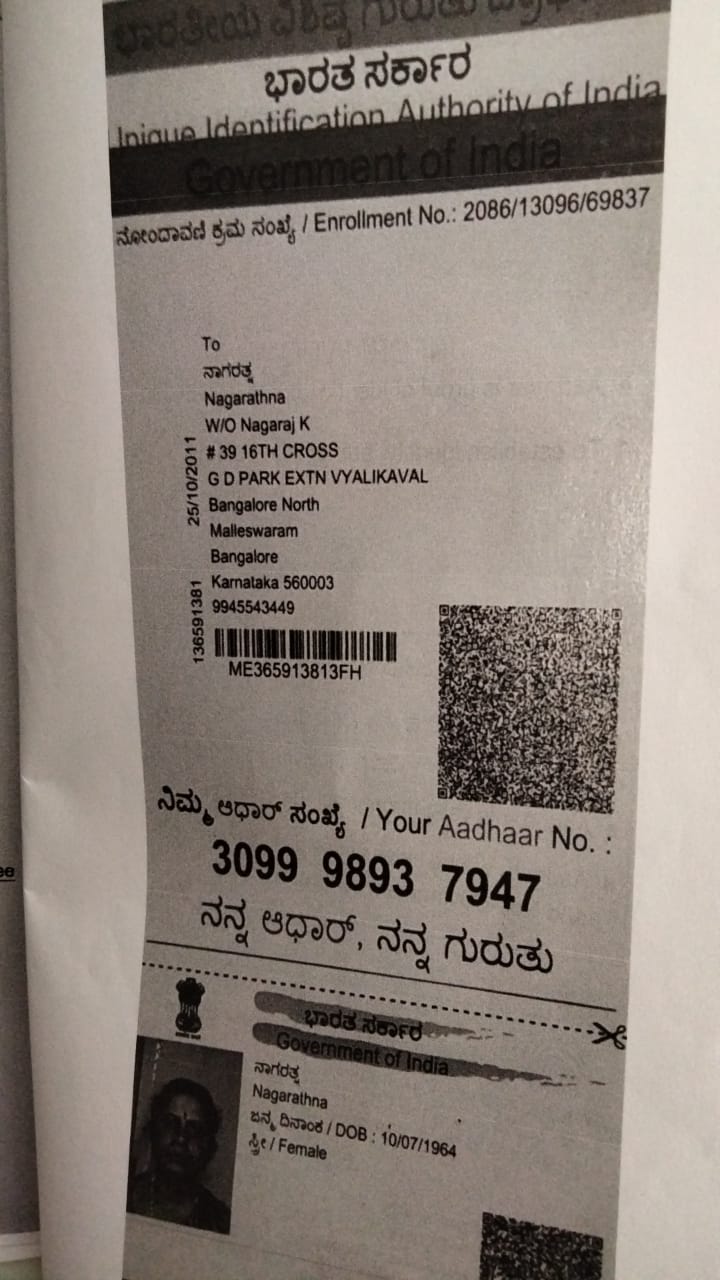 ಭಾರತೀಯ ವಿಶಿಷ್ಟ ಗುರುತು
ಭಾರತ ಸರ್ಕಾರ
Unique Identification Authority of India
Government of India
ನೋಂದಾವಣಿ ಕ್ರಮ ಸಂಖ್ಯೆ / Enrollment No.: 2086/13096/69837
To
ನಾಗರತ್ನ
Nagarathna
W/O Nagaraj K
# 39 16TH CROSS
G D PARK EXTN VYALIKAVAL
Bangalore North
Malleswaram
Bangalore
Karnataka 560003
9945543449
25/10/2011
136591381
ME365913813FH
ನಿಮ್ಮ ಆಧಾರ್ ಸಂಖ್ಯೆ / Your Aadhaar No. :
3099 9893 7947
ನನ್ನ ಆಧಾರ್, ನನ್ನ ಗುರುತು
ಭಾರತ ಸರ್ಕಾರ
Government of India
ನಾಗರತ್ನ
Nagarathna
ಜನ್ಮ ದಿನಾಂಕ / DOB : 10/07/1964
ಸ್ತ್ರೀ / Female